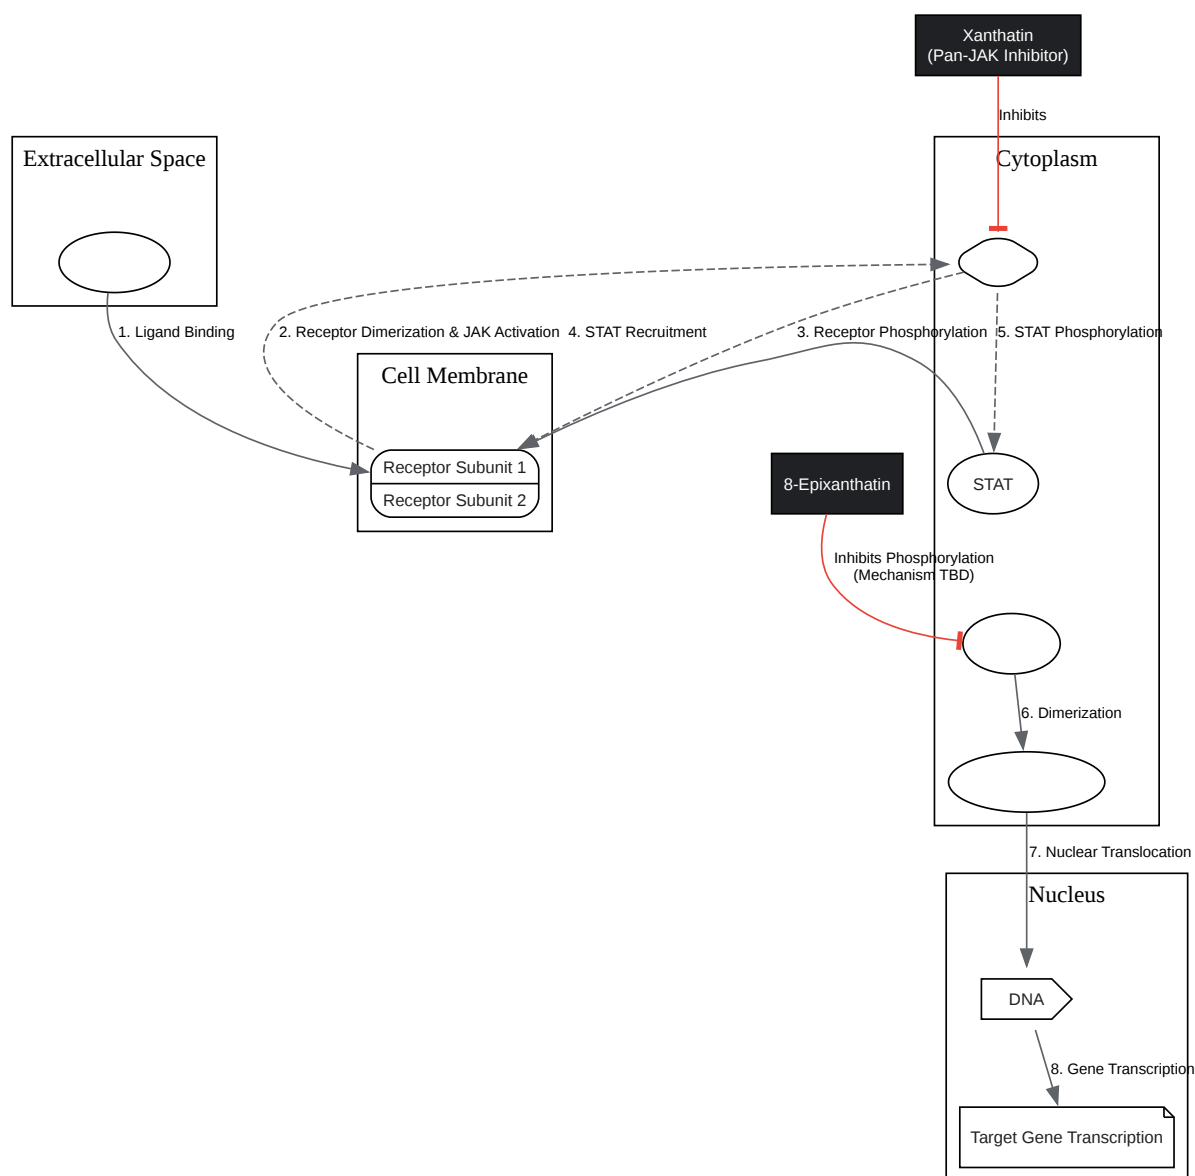 Xanthatin
(Pan-JAK Inhibitor)
Inhibits
Extracellular Space
Cytoplasm
1. Ligand Binding
2. Receptor Dimerization & JAK Activation
4. STAT Recruitment
3. Receptor Phosphorylation
5. STAT Phosphorylation
Cell Membrane
Receptor Subunit 1
Receptor Subunit 2
8-Epixanthatin
STAT
Inhibits Phosphorylation
(Mechanism TBD)
6. Dimerization
7. Nuclear Translocation
Nucleus
DNA
8. Gene Transcription
Target Gene Transcription